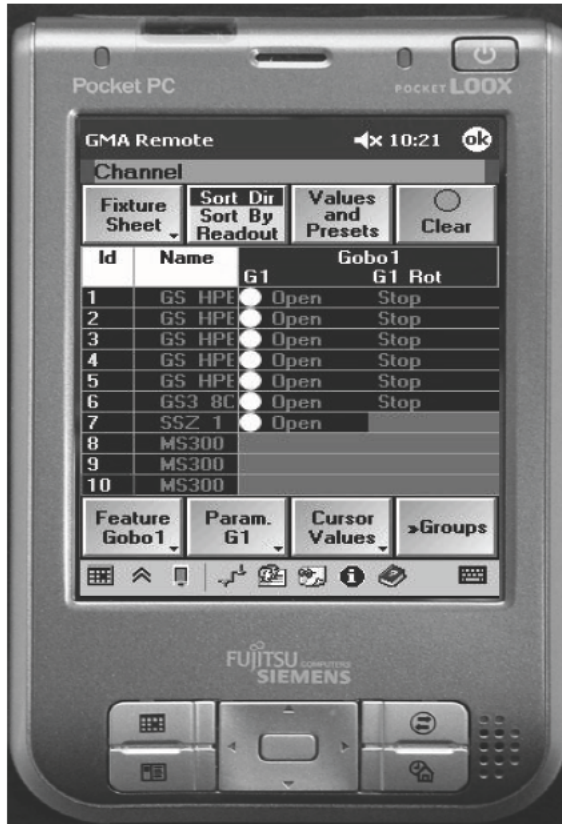 Pocket PC
POCKET LOOX
GMA Remote 10:21 ok
Channel
Fixture Sheet
Sort Dir
Sort By
Readout
Values and Presets
Clear
Id Name Gobo1
G1 G1 Rot
1 GS HPE Open Stop
2 GS HPE Open Stop
3 GS HPE Open Stop
4 GS HPE Open Stop
5 GS HPE Open Stop
6 GS3 8C Open Stop
7 SSZ 1 Open
8 MS300
9 MS300
10 MS300
Feature Gobo1
Param. G1
Cursor Values
»Groups
FUJITSU COMPUTERS
SIEMENS